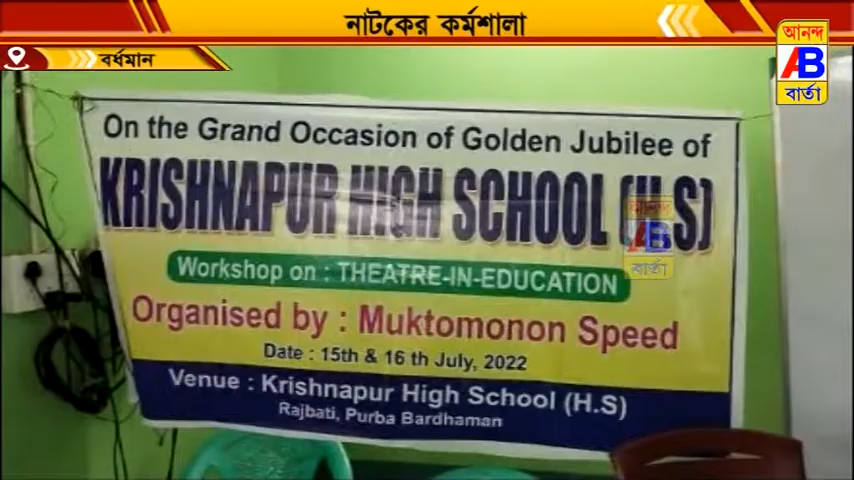 নাটকের কর্মশালা
বর্ধমান
আনন্দ
AB
বার্তা
On the Grand Occasion of Golden Jubilee of
KRISHNAPUR HIGH SCHOOL (H.S)
Workshop on : THEATRE-IN-EDUCATION
Organised by : Muktomonon Speed
Date : 15th & 16 th July, 2022
Venue : Krishnapur High School (H.S)
Rajbati, Purba Bardhaman
আনন্দ
AB
বার্তা